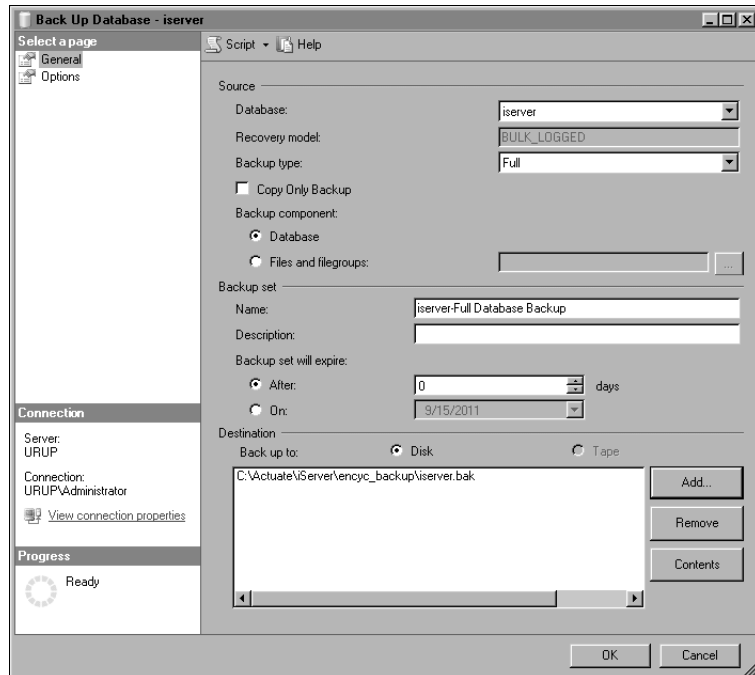 Back Up Database - iserver
Select a page
General
Options
Script
Help
Source
Database:
iserver
Recovery model:
BULK_LOGGED
Backup type:
Full
Copy Only Backup
Backup component:
Database
Files and filegroups:
...
Backup set
Name:
iserver-Full Database Backup
Description:
Backup set will expire:
After:
0
days
On:
9/15/2011
Destination
Back up to:
Disk
Tape
C:\Actuate\iServer\encyc_backup\iserver.bak
Add...
Remove
Contents
Connection
Server:
URUP
Connection:
URUP\Administrator
View connection properties
Progress
Ready
OK
Cancel